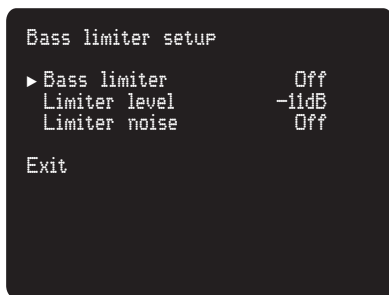 Bass limiter setup
▶ Bass limiter Off
Limiter level -11dB
Limiter noise Off
Exit